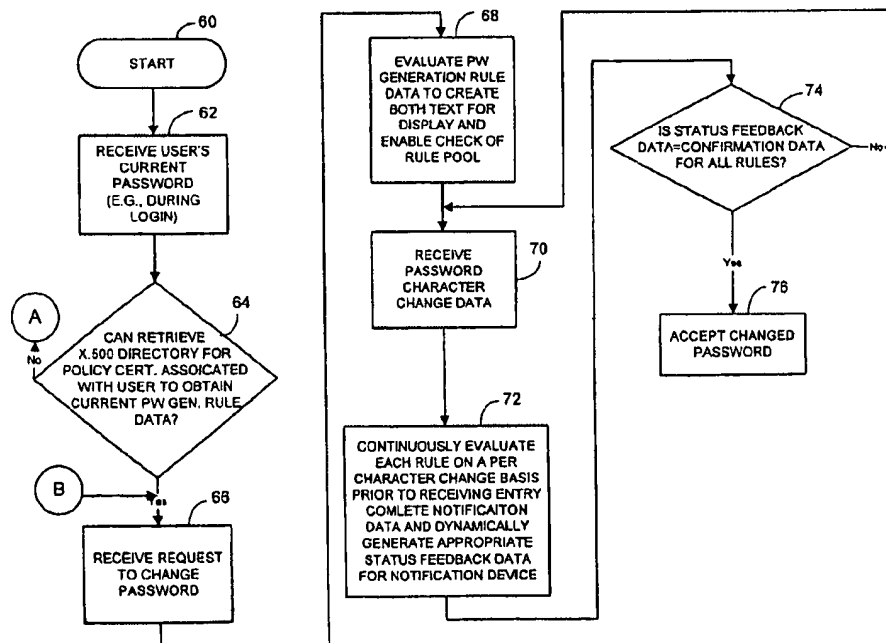 60
START
62
RECEIVE USER'S
CURRENT
PASSWORD
(E.G., DURING
LOGIN)
A
No
64
CAN RETRIEVE
X.500 DIRECTORY FOR
POLICY CERT. ASSOICATED
WITH USER TO OBTAIN
CURRENT PW GEN. RULE
DATA?
B
Yes
66
RECEIVE REQUEST
TO CHANGE
PASSWORD
68
EVALUATE PW
GENERATION RULE
DATA TO CREATE
BOTH TEXT FOR
DISPLAY AND
ENABLE CHECK OF
RULE POOL
70
RECEIVE
PASSWORD
CHARACTER
CHANGE DATA
72
CONTINUOUSLY EVALUATE
EACH RULE ON A PER
CHARACTER CHANGE BASIS
PRIOR TO RECEIVING ENTRY
COMLETE NOTIFICAITON
DATA AND DYNAMICALLY
GENERATE APPROPRIATE
STATUS FEEDBACK DATA
FOR NOTIFICATION DEVICE
74
IS STATUS FEEDBACK
DATA=CONFIRMATION DATA
FOR ALL RULES?
No
Yes
76
ACCEPT CHANGED
PASSWORD